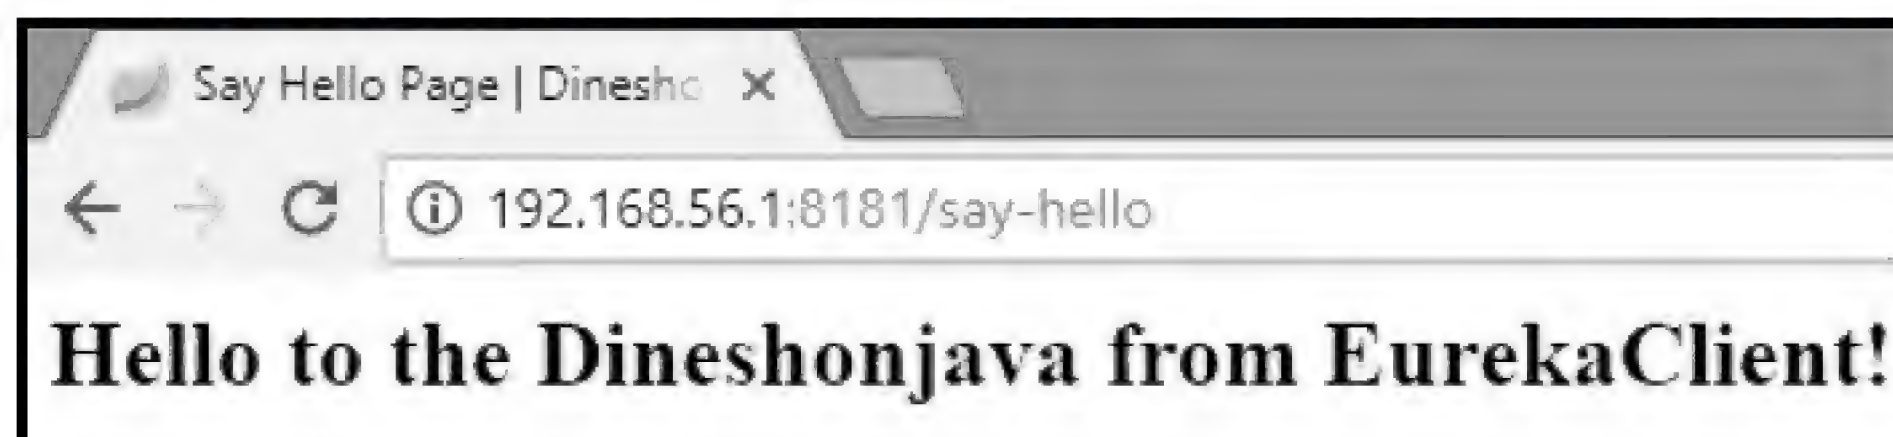 Say Hello Page | Dinesho
192.168.56.1:8181/say-hello
Hello to the Dineshonjava from EurekaClient!